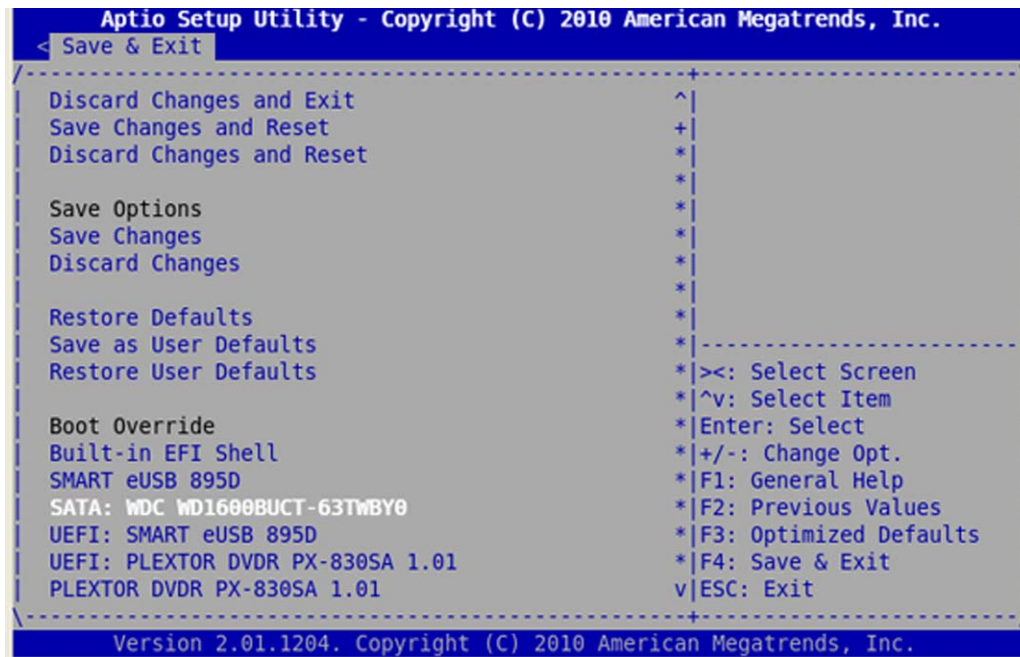 Aptio Setup Utility - Copyright (C) 2010 American Megatrends, Inc.
< Save & Exit
Discard Changes and Exit
Save Changes and Reset
Discard Changes and Reset
Save Options
Save Changes
Discard Changes
Restore Defaults
Save as User Defaults
Restore User Defaults
Boot Override
Built-in EFI Shell
SMART eUSB 895D
SATA: WDC WD1600BUCT-63TWBY0
UEFI: SMART eUSB 895D
UEFI: PLEXTOR DVDR PX-830SA 1.01
PLEXTOR DVDR PX-830SA 1.01
><: Select Screen
^v: Select Item
Enter: Select
+/-: Change Opt.
F1: General Help
F2: Previous Values
F3: Optimized Defaults
F4: Save & Exit
ESC: Exit
Version 2.01.1204. Copyright (C) 2010 American Megatrends, Inc.